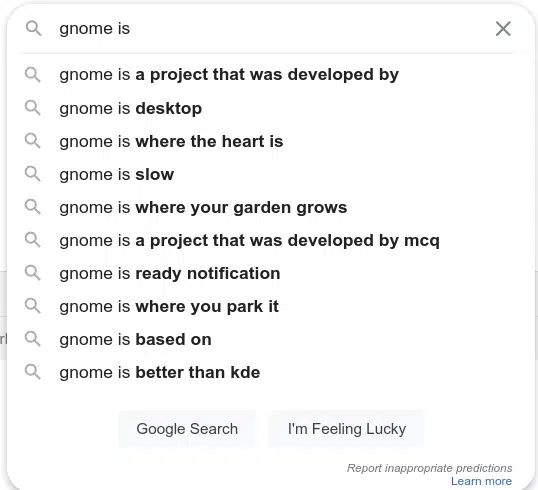 gnome is
gnome is a project that was developed by
gnome is desktop
gnome is where the heart is
gnome is slow
gnome is where your garden grows
gnome is a project that was developed by mcq
gnome is ready notification
gnome is where you park it
gnome is based on
gnome is better than kde
Google Search I'm Feeling Lucky
Report inappropriate predictions
Learn more